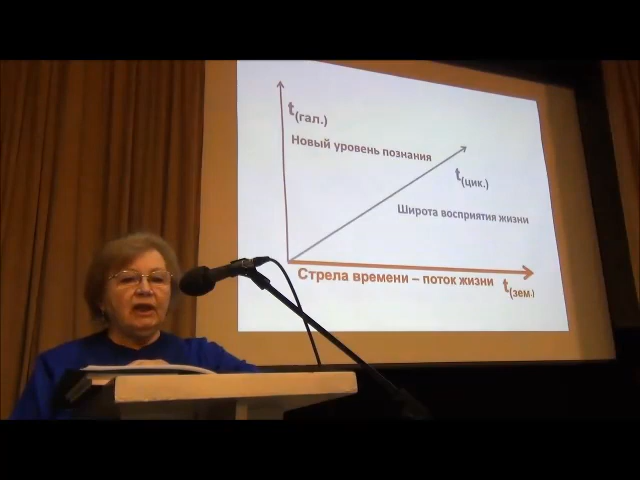 t(гал.)
Новый уровень познания
t(цик.)
Широта восприятия жизни
Стрела времени – поток жизни t(зем.)